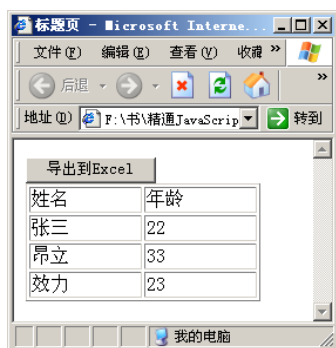 标题页 - Microsoft Interne...
文件(F) 编辑(E) 查看(V) 收藏 »
后退 »
地址(D) F:\书\精通JavaScrip 转到
导出到Excel
姓名 年龄
张三 22
昂立 33
效力 23
我的电脑